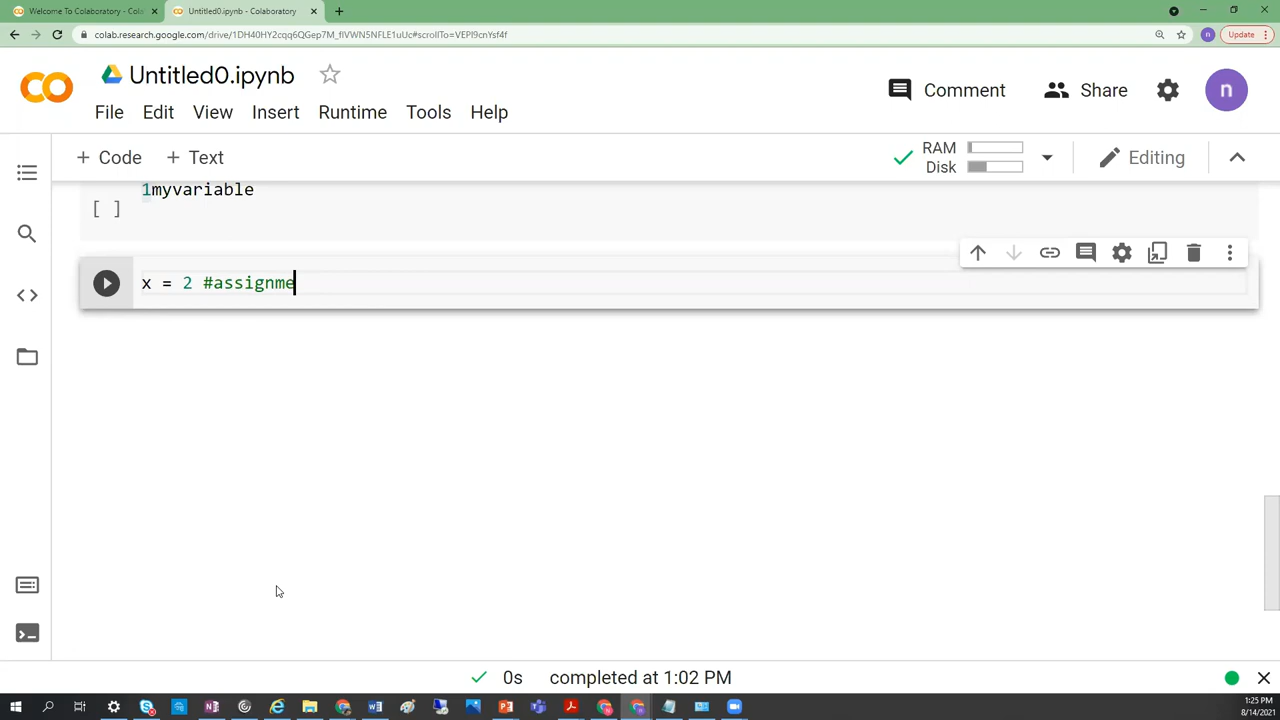 Welcome To Colaboratory - Cola
Untitled0.ipynb - Colaboratory
colab.research.google.com/drive/1DH40HY2cqq6QGep7M_flVWN5NFLE1uUc#scrollTo=VEPI9cnYsf4f
n
Update
Untitled0.ipynb
Comment
Share
n
File Edit View Insert Runtime Tools Help
+ Code + Text
RAM
Disk
Editing
1myvariable
[ ]
x = 2 #assignme
0s completed at 1:02 PM
1:25 PM
8/14/2021